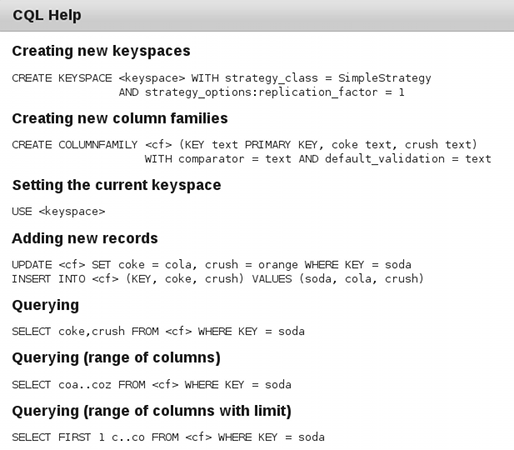 CQL Help
Creating new keyspaces
CREATE KEYSPACE <keyspace> WITH strategy_class = SimpleStrategy
AND strategy_options:replication_factor = 1
Creating new column families
CREATE COLUMNFAMILY <cf> (KEY text PRIMARY KEY, coke text, crush text)
WITH comparator = text AND default_validation = text
Setting the current keyspace
USE <keyspace>
Adding new records
UPDATE <cf> SET coke = cola, crush = orange WHERE KEY = soda
INSERT INTO <cf> (KEY, coke, crush) VALUES (soda, cola, crush)
Querying
SELECT coke,crush FROM <cf> WHERE KEY = soda
Querying (range of columns)
SELECT coa..coz FROM <cf> WHERE KEY = soda
Querying (range of columns with limit)
SELECT FIRST 1 c..co FROM <cf> WHERE KEY = soda